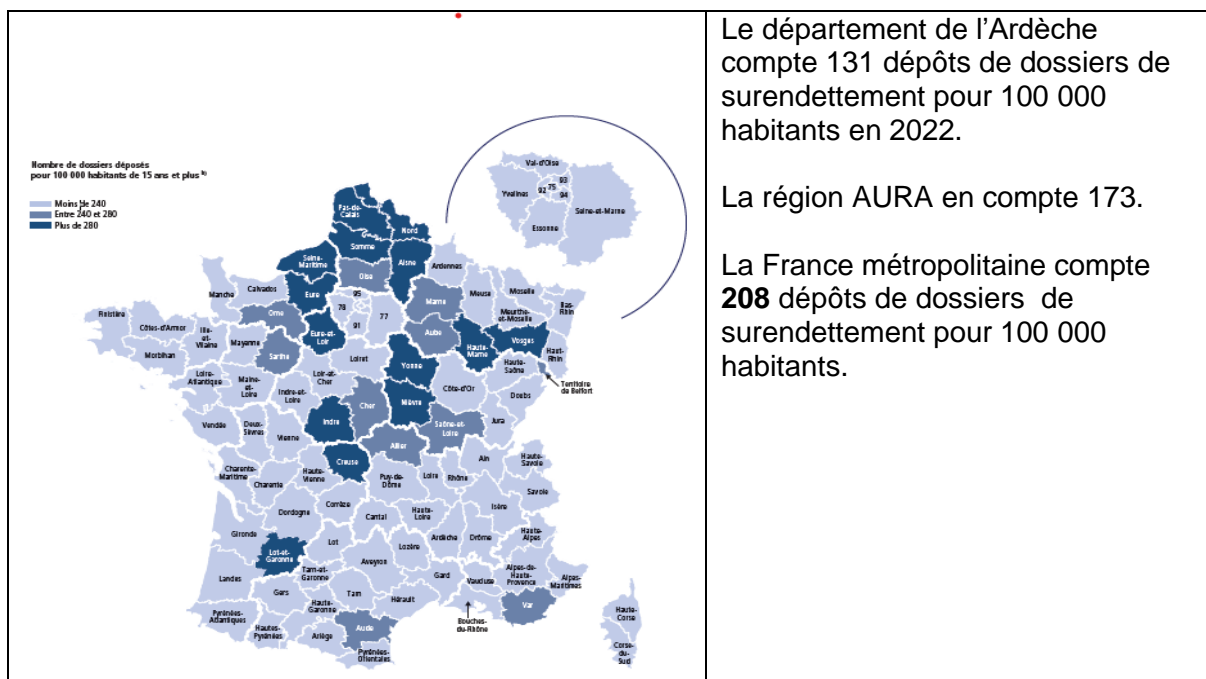 Le département de l'Ardèche
compte 131 dépôts de dossiers de
surendettement pour 100 000
habitants en 2022.
La région AURA en compte 173.
La France métropolitaine compte
208 dépôts de dossiers de
surendettement pour 100 000
habitants.
Nombre de dossiers déposés
pour 100 000 habitants de 15 ans et plus b)
Moins de 240
Entre 240 et 280
Plus de 280
Val-d'Oise
93
Yvelines
92
75
94
Seine-et-Marne
Essonne
Pas-de-
Calais
Nord
Somme
Seine-
Maritime
Aisne
Ardennes
Oise
Manche
Calvados
Eure
95
78
77
91
Marne
Meuse
Moselle
Meurthe-
et-Moselle
Bas-
Rhin
Finistère
Côtes-d'Armor
Ille-
et-
Vilaine
Mayenne
Orne
Eure-et-
Loir
Aube
Haute-
Marne
Vosges
Haut-
Rhin
Morbihan
Sarthe
Loiret
Yonne
Haute-
Saône
Territoire
de Belfort
Loire-
Atlantique
Maine-
et-
Loire
Indre-et-
Loire
Loir-et-
Cher
Cher
Nièvre
Côte-d'Or
Doubs
Vendée
Deux-
Sèvres
Vienne
Indre
Saône-et-
Loire
Jura
Allier
Creuse
Ain
Haute-
Savoie
Charente-
Maritime
Charente
Haute-
Vienne
Puy-de-
Dôme
Loire
Rhône
Savoie
Dordogne
Corrèze
Cantal
Haute-
Loire
Isère
Gironde
Lot
Lozère
Ardèche
Drôme
Hautes-
Alpes
Lot-et-
Garonne
Aveyron
Landes
Tarn-et-
Garonne
Gard
Vaucluse
Alpes-de-
Haute-
Provence
Alpes-
Maritimes
Gers
Tarn
Hérault
Haute-
Garonne
Var
Pyrénées-
Atlantiques
Hautes-
Pyrénées
Ariège
Aude
Bouches-
du-Rhône
Pyrénées-
Orientales
Haute-
Corse
Corse-
du-
Sud